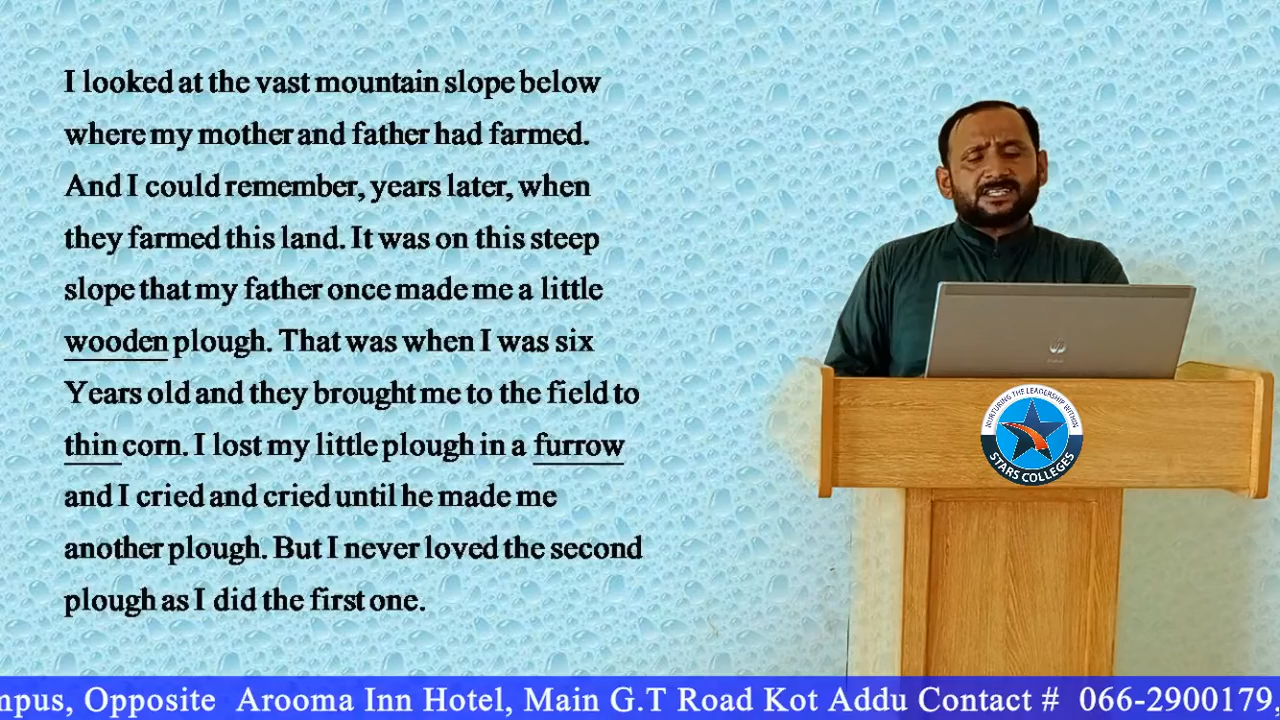 I looked at the vast mountain slope below
where my mother and father had farmed.
And I could remember, years later, when
they farmed this land. It was on this steep
slope that my father once made me a little
wooden plough. That was when I was six
Years old and they brought me to the field to
thin corn. I lost my little plough in a furrow
and I cried and cried until he made me
another plough. But I never loved the second
plough as I did the first one.
NURTURING THE LEADERSHIP WITHIN
STARS COLLEGES
mpus, Opposite Arooma Inn Hotel, Main G.T Road Kot Addu Contact # 066-2900179,